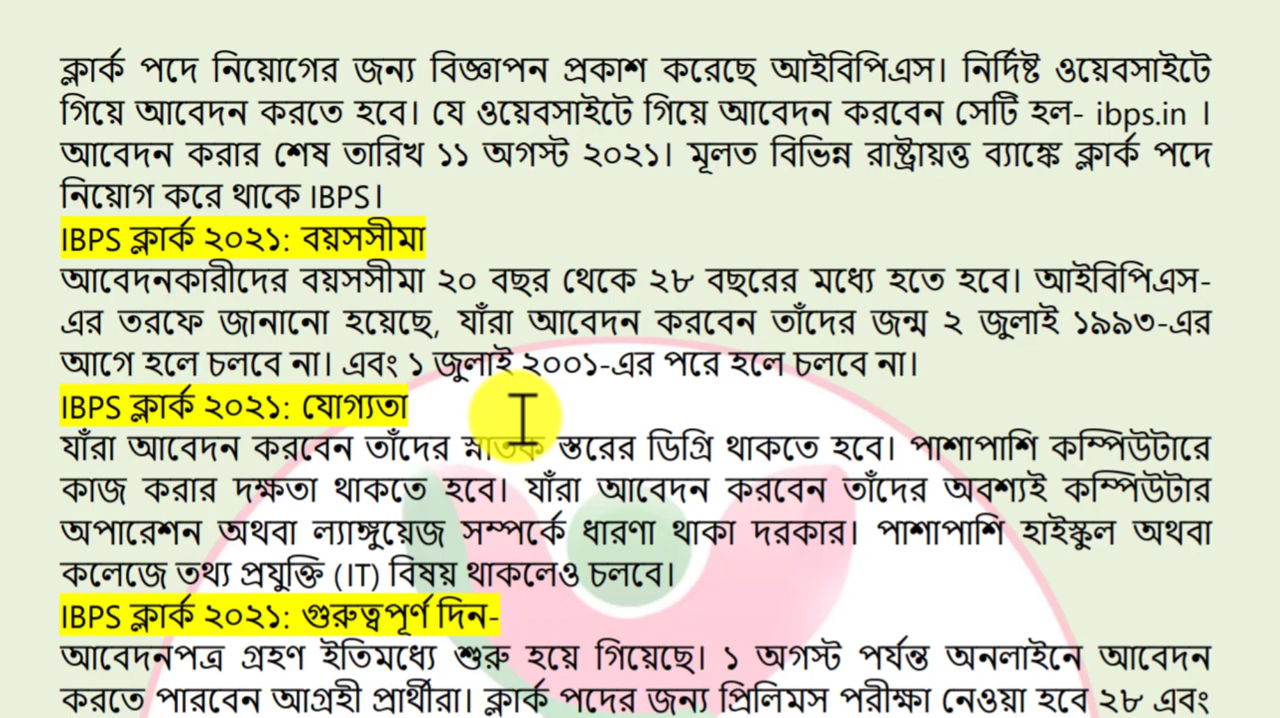 ক্লার্ক পদে নিয়োগের জন্য বিজ্ঞাপন প্রকাশ করেছে আইবিপিএস। নির্দিষ্ট ওয়েবসাইটে
গিয়ে আবেদন করতে হবে। যে ওয়েবসাইটে গিয়ে আবেদন করবেন সেটি হল- ibps.in ।
আবেদন করার শেষ তারিখ ১১ অগস্ট ২০২১। মূলত বিভিন্ন রাষ্ট্রায়ত্ত ব্যাঙ্কে ক্লার্ক পদে
নিয়োগ করে থাকে IBPS।
IBPS ক্লার্ক ২০২১: বয়সসীমা
আবেদনকারীদের বয়সসীমা ২০ বছর থেকে ২৮ বছরের মধ্যে হতে হবে। আইবিপিএস-
এর তরফে জানানো হয়েছে, যাঁরা আবেদন করবেন তাঁদের জন্ম ২ জুলাই ১৯৯৩-এর
আগে হলে চলবে না। এবং ১ জুলাই ২০০১-এর পরে হলে চলবে না।
IBPS ক্লার্ক ২০২১: যোগ্যতা
যাঁরা আবেদন করবেন তাঁদের স্নাতক স্তরের ডিগ্রি থাকতে হবে। পাশাপাশি কম্পিউটারে
কাজ করার দক্ষতা থাকতে হবে। যাঁরা আবেদন করবেন তাঁদের অবশ্যই কম্পিউটার
অপারেশন অথবা ল্যাঙ্গুয়েজ সম্পর্কে ধারণা থাকা দরকার। পাশাপাশি হাইস্কুল অথবা
কলেজে তথ্য প্রযুক্তি (IT) বিষয় থাকলেও চলবে।
IBPS ক্লার্ক ২০২১: গুরুত্বপূর্ণ দিন-
আবেদনপত্র গ্রহণ ইতিমধ্যে শুরু হয়ে গিয়েছে। ১ অগস্ট পর্যন্ত অনলাইনে আবেদন
করতে পারবেন আগ্রহী প্রার্থীরা। ক্লার্ক পদের জন্য প্রিলিমস পরীক্ষা নেওয়া হবে ২৮ এবং